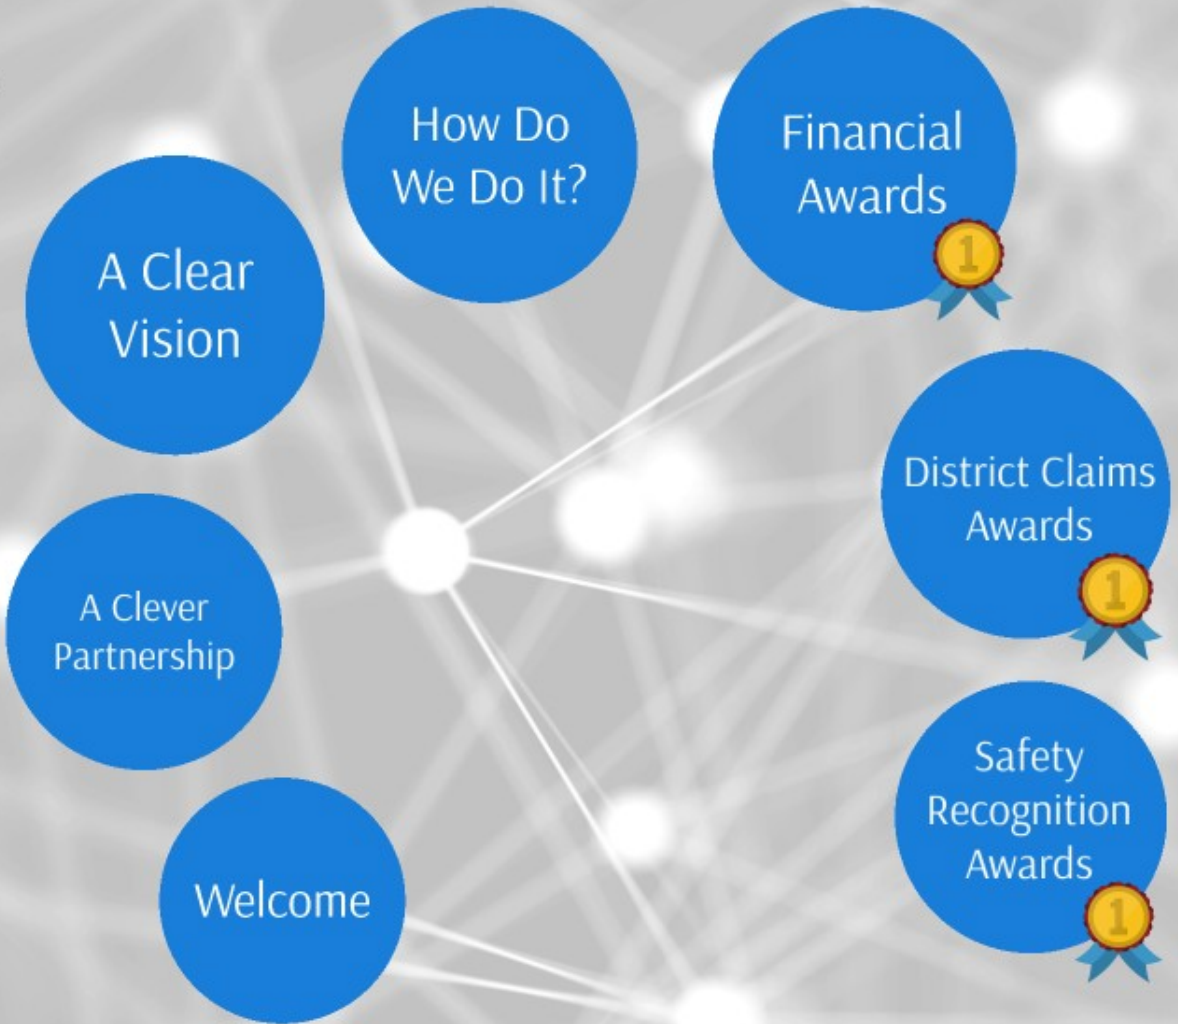 How Do
We Do It?
Financial
Awards
1
A Clear
Vision
District Claims
Awards
1
A Clever
Partnership
Safety
Recognition
Awards
1
Welcome